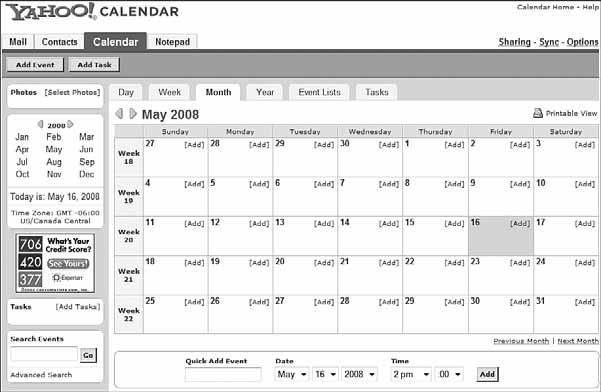 YAHOO! CALENDAR
Calendar Home - Help
Mail Contacts Calendar Notepad
Sharing - Sync - Options
Add Event Add Task
Photos [Select Photos]
2008
Jan Feb Mar
Apr May Jun
Jul Aug Sep
Oct Nov Dec
Today is: May 16, 2008
Time Zone: GMT -06:00
US/Canada Central
706 What's Your
Credit Score?
420 See Yours!
377 Experian
Tasks [Add Tasks]
Search Events
Go
Advanced Search
Day Week Month Year Event Lists Tasks
May 2008
Printable View
Sunday Monday Tuesday Wednesday Thursday Friday Saturday
Week 18
27 [Add] 28 [Add] 29 [Add] 30 [Add] 1 [Add] 2 [Add] 3 [Add]
Week 19
4 [Add] 5 [Add] 6 [Add] 7 [Add] 8 [Add] 9 [Add] 10 [Add]
Week 20
11 [Add] 12 [Add] 13 [Add] 14 [Add] 15 [Add] 16 [Add] 17 [Add]
Week 21
18 [Add] 19 [Add] 20 [Add] 21 [Add] 22 [Add] 23 [Add] 24 [Add]
Week 22
25 [Add] 26 [Add] 27 [Add] 28 [Add] 29 [Add] 30 [Add] 31 [Add]
Previous Month | Next Month
Quick Add Event Date Time
May 16 2008 2 pm :00 Add